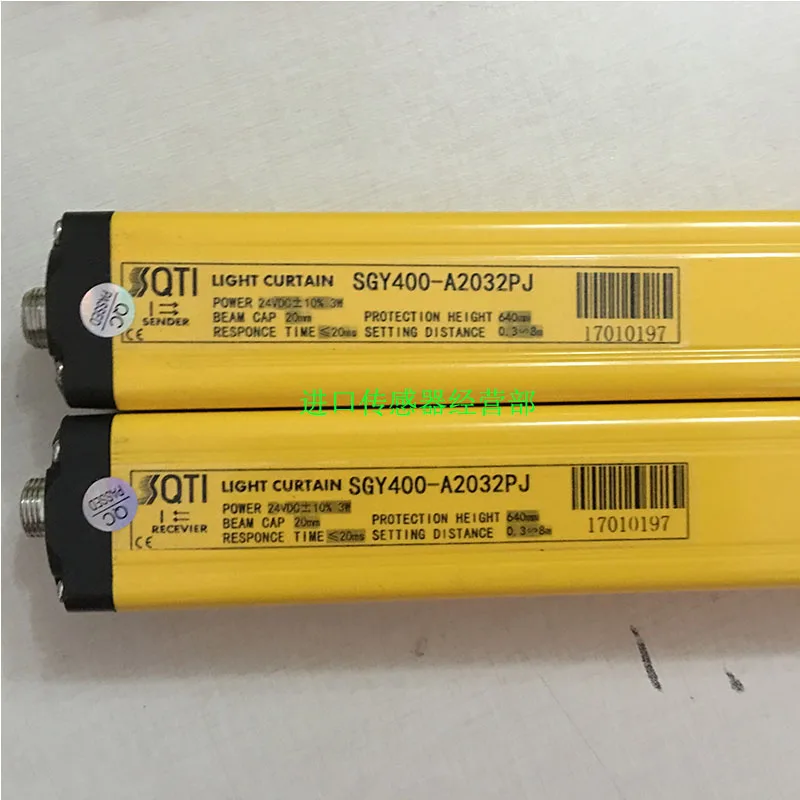 SQTI LIGHT CURTAIN SGY400-A2032PJ
POWER 24VDC±10% 3W
BEAM CAP 20mm PROTECTION HEIGHT 640mm
RESPONCE TIME ≤20ms SETTING DISTANCE 0.3~8m
SENDER
CE
17010197
QC
PASSED
进口传感器经营部
SQTI LIGHT CURTAIN SGY400-A2032PJ
POWER 24VDC±10% 3W
BEAM CAP 20mm PROTECTION HEIGHT 640mm
RESPONCE TIME ≤20ms SETTING DISTANCE 0.3~8m
RECEVIER
CE
17010197
QC
PASSED